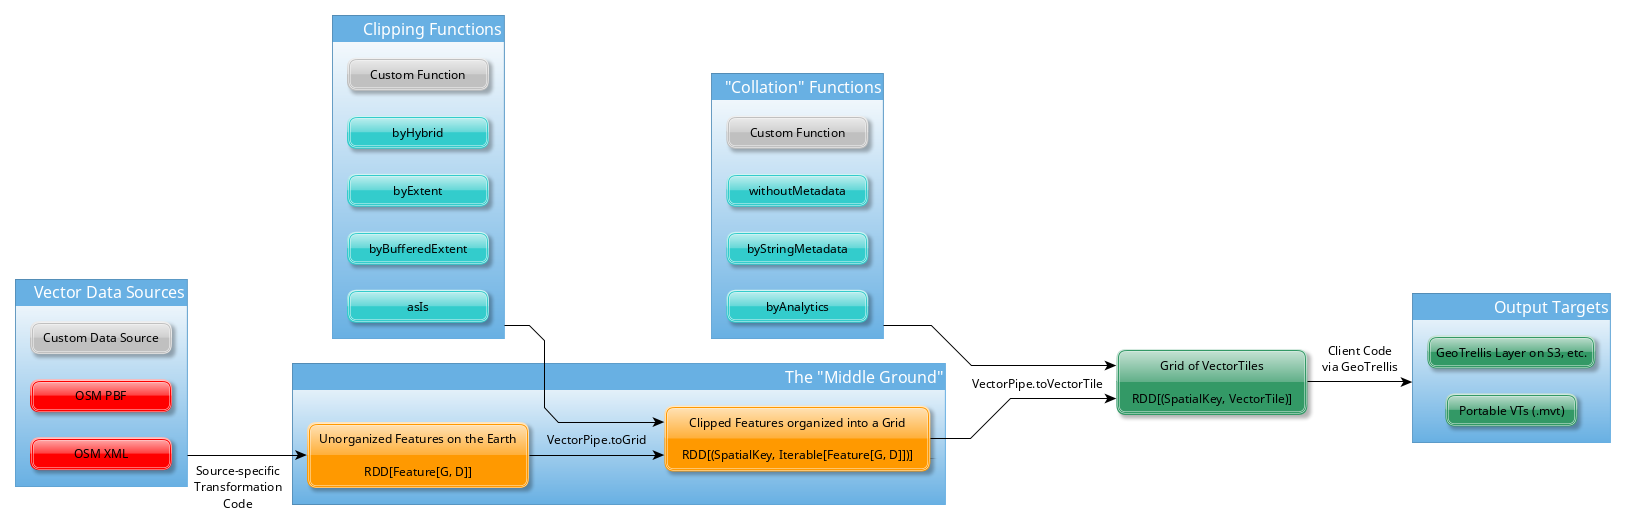 Clipping Functions
Custom Function
byHybrid
byExtent
byBufferedExtent
asIs
"Collation" Functions
Custom Function
withoutMetadata
byStringMetadata
byAnalytics
Vector Data Sources
Custom Data Source
OSM PBF
OSM XML
Source-specific
Transformation
Code
The "Middle Ground"
Unorganized Features on the Earth
RDD[Feature[G, D]]
VectorPipe.toGrid
Clipped Features organized into a Grid
RDD[(SpatialKey, Iterable[Feature[G, D]])]
VectorPipe.toVectorTile
Grid of VectorTiles
RDD[(SpatialKey, VectorTile)]
Client Code
via GeoTrellis
Output Targets
GeoTrellis Layer on S3, etc.
Portable VTs (.mvt)